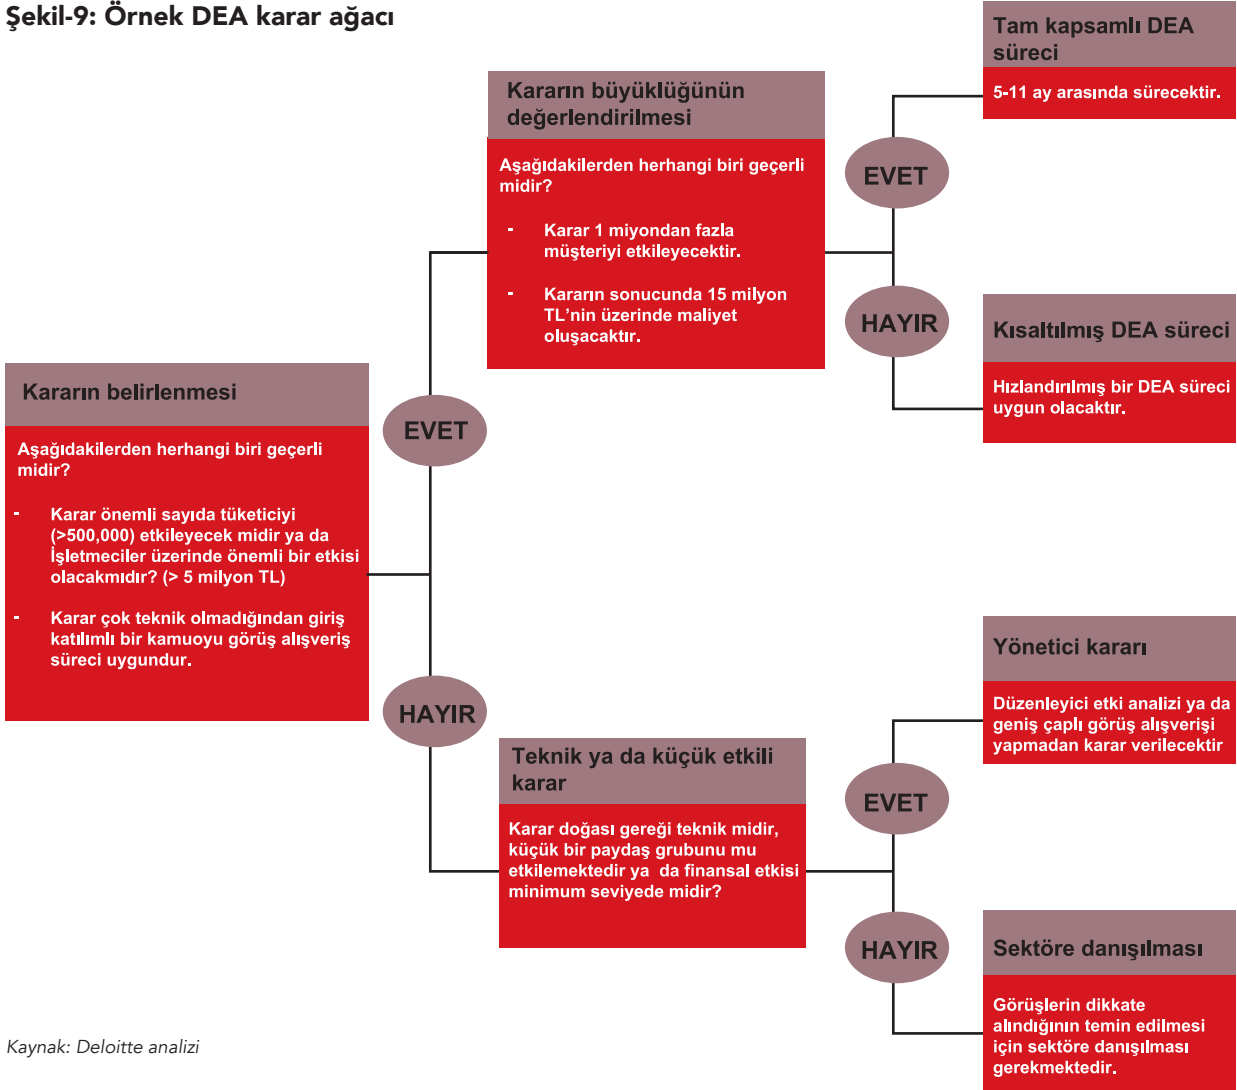 Şekil-9: Örnek DEA karar ağacı
Kararın belirlenmesi
Aşağıdakilerden herhangi biri geçerli
midir?
- Karar önemli sayıda tüketiciyi
(>500,000) etkileyecek midir ya da
İşletmeciler üzerinde önemli bir etkisi
olacakmıdır? (> 5 milyon TL)
- Karar çok teknik olmadığından giriş
katılımlı bir kamuoyu görüş alışveriş
süreci uygundur.
EVET
HAYIR
Kararın büyüklüğünün
değerlendirilmesi
Aşağıdakilerden herhangi biri geçerli
midir?
- Karar 1 miyondan fazla
müşteriyi etkileyecektir.
- Kararın sonucunda 15 milyon
TL'nin üzerinde maliyet
oluşacaktır.
EVET
HAYIR
Tam kapsamlı DEA
süreci
5-11 ay arasında sürecektir.
Kısaltılmış DEA süreci
Hızlandırılmış bir DEA süreci
uygun olacaktır.
Teknik ya da küçük etkili
karar
Karar doğası gereği teknik midir,
küçük bir paydaş grubunu mu
etkilemektedir ya da finansal etkisi
minimum seviyede midir?
EVET
HAYIR
Yönetici kararı
Düzenleyici etki analizi ya da
geniş çaplı görüş alışverişi
yapmadan karar verilecektir
Sektöre danışılması
Görüşlerin dikkate
alındığının temin edilmesi
için sektöre danışılması
gerekmektedir.
Kaynak: Deloitte analizi